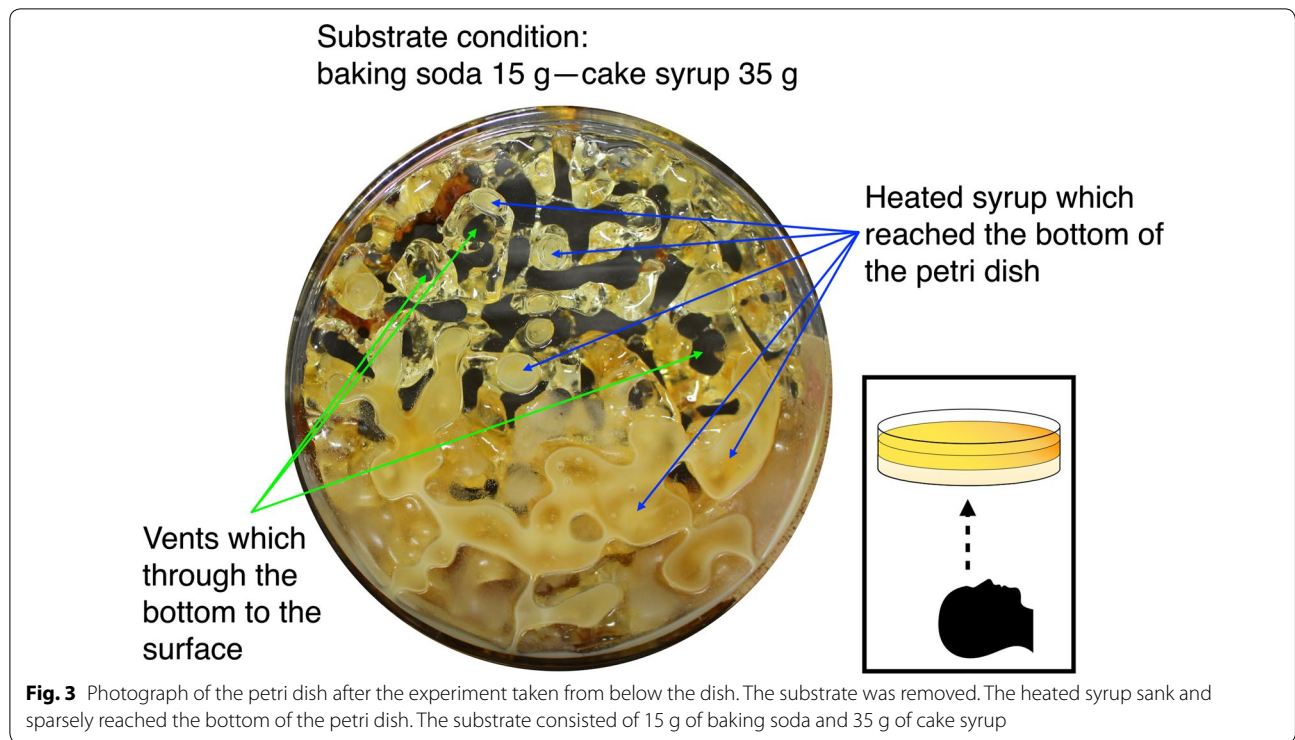 Substrate condition:
baking soda 15 g—cake syrup 35 g
Heated syrup which
reached the bottom of
the petri dish
Vents which
through the
bottom to the
surface
Fig. 3 Photograph of the petri dish after the experiment taken from below the dish. The substrate was removed. The heated syrup sank and
sparsely reached the bottom of the petri dish. The substrate consisted of 15 g of baking soda and 35 g of cake syrup